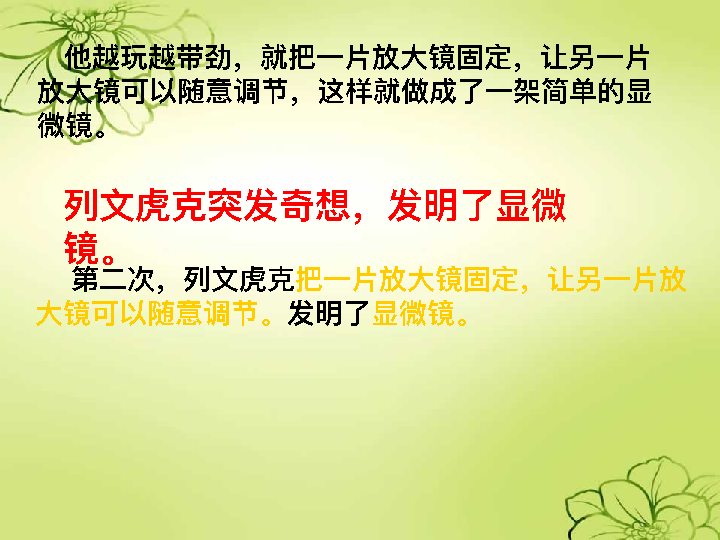 他越玩越带劲，就把一片放大镜固定，让另一片
放大镜可以随意调节，这样就做成了一架简单的显
微镜。
列文虎克突发奇想，发明了显微
镜。
第二次，列文虎克把一片放大镜固定，让另一片放
大镜可以随意调节。发明了显微镜。